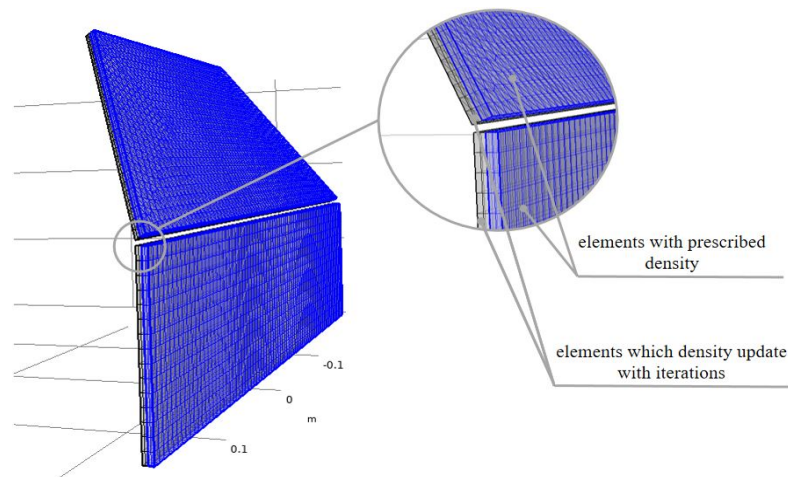 elements with prescribed
density
elements which density update
with iterations
-0.1
0
m
0.1